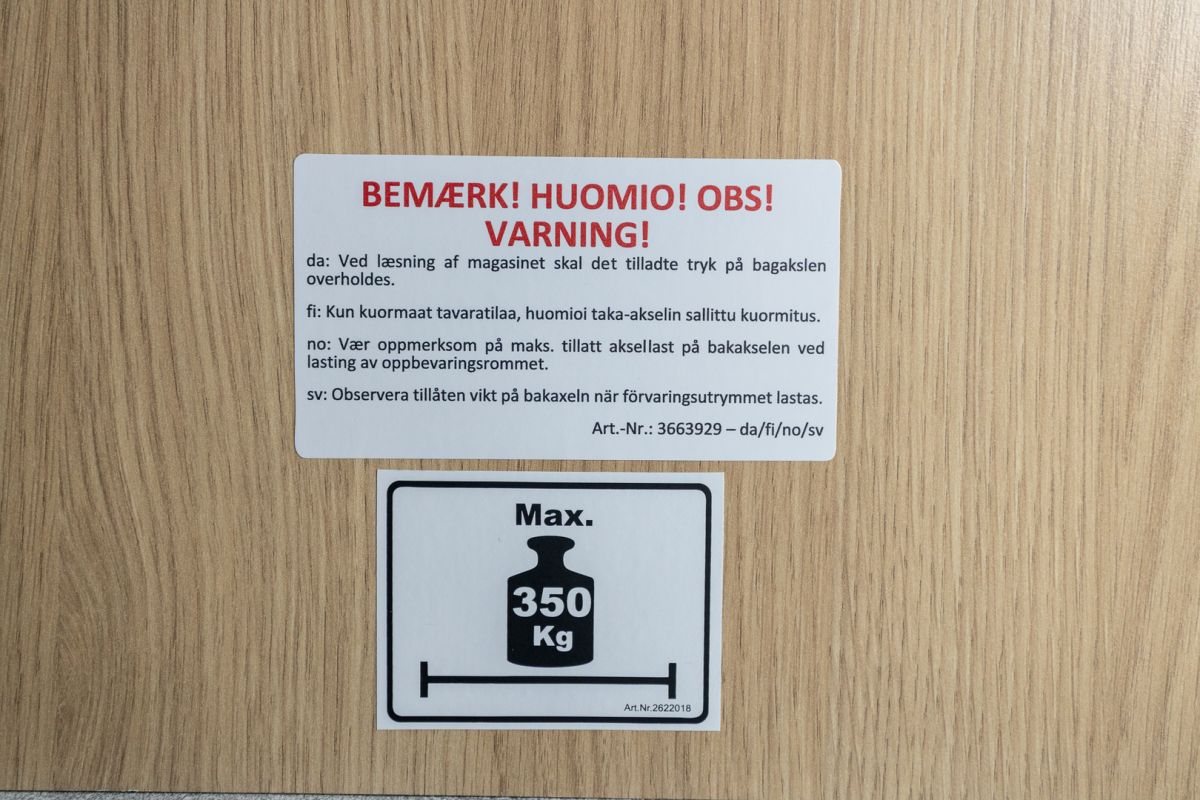 BEMÆRK! HUOMIO! OBS!
VARNING!
da: Ved læsning af magasinet skal det tilladte tryk på bagakslen
overholdes.
fi: Kun kuormaat tavaratilaa, huomioi taka-akselin sallittu kuormitus.
no: Vær oppmerksom på maks. tillatt aksellast på bakakselen ved
lasting av oppbevaringsrommet.
sv: Observera tillåten vikt på bakaxeln när förvaringsutrymmet lastas.
Art.-Nr.: 3663929 – da/fi/no/sv
Max.
350
Kg
Art.Nr.2622018